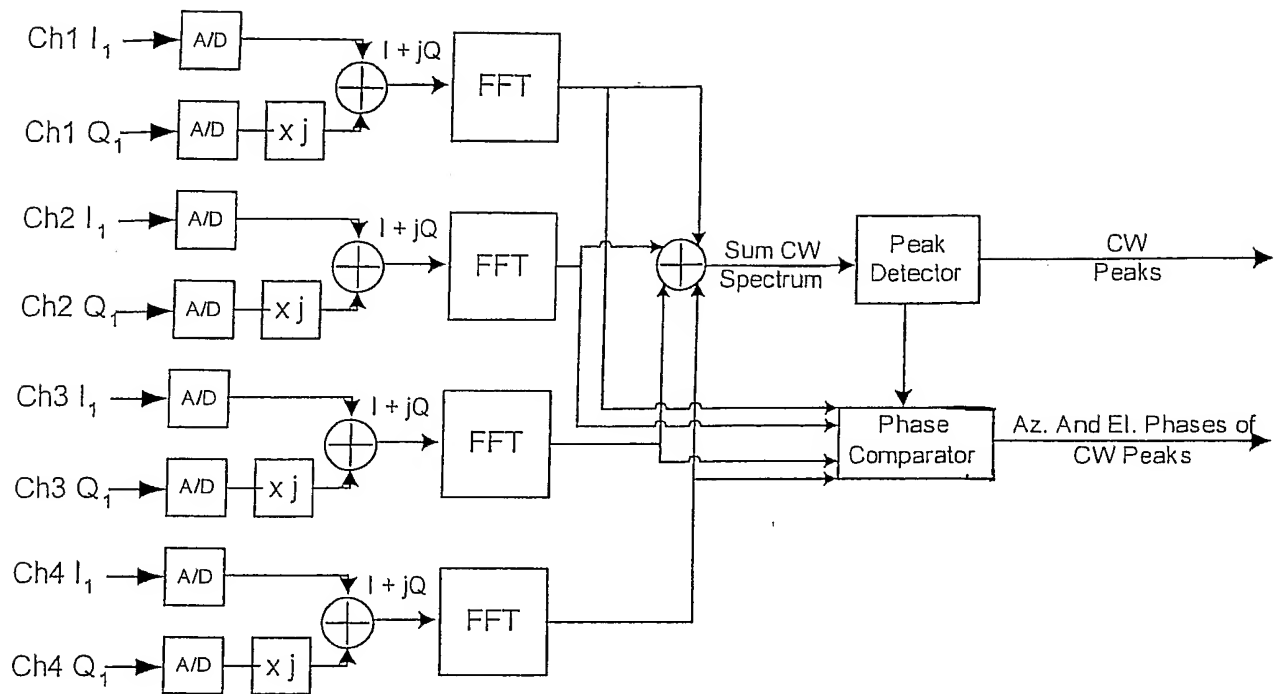 Ch1 I₁
A/D
I + jQ
FFT
Ch1 Q₁
A/D
x j
Ch2 I₁
A/D
I + jQ
FFT
Ch2 Q₁
A/D
x j
Sum CW
Spectrum
Peak
Detector
CW
Peaks
Ch3 I₁
A/D
I + jQ
FFT
Ch3 Q₁
A/D
x j
Phase
Comparator
Az. And El. Phases of
CW Peaks
Ch4 I₁
A/D
I + jQ
FFT
Ch4 Q₁
A/D
x j